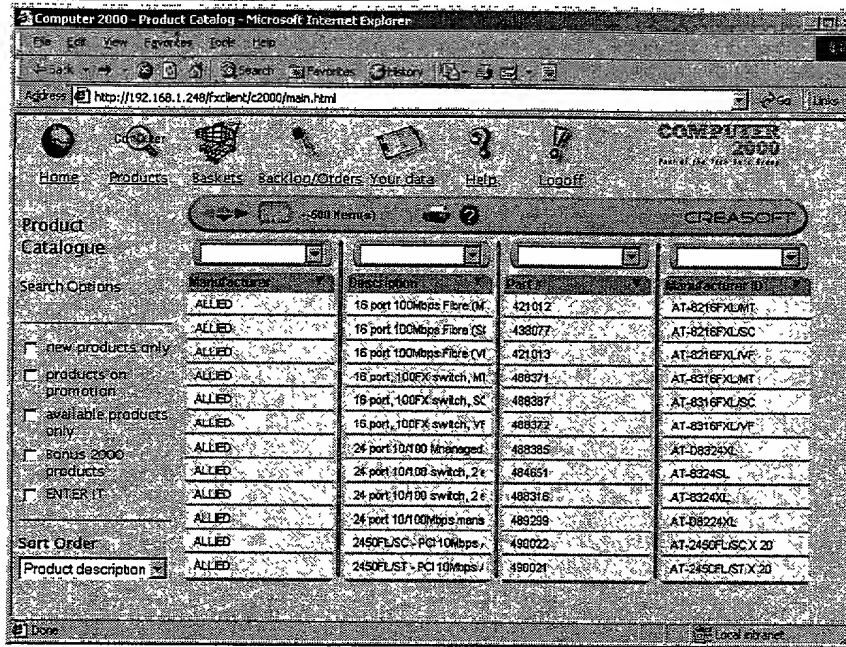 Computer 2000 - Product Catalog - Microsoft Internet Explorer
File Edit View Favorites Tools Help
Back Search Favorites History
Address http://192.168.1.248/fxclient/c2000/main.html Go Links
Home Products Baskets Backlog/Orders Your data Help Logoff
COMPUTER 2000
Product Catalogue
~500 Item(s) CREASOFT
Search Options
Manufacturer Description Part # Manufacturer ID
ALLIED 16 port 100Mbps Fibre (M 421012 AT-8216FXL/MT
ALLIED 16 port 100Mbps Fibre (S 438077 AT-8216FXL/SC
ALLIED 16 port 100Mbps Fibre (VF 421013 AT-8216FXL/VF
ALLIED 16 port, 100FX switch, MT 488371 AT-8316FXL/MT
ALLIED 16 port, 100FX switch, SC 488387 AT-8316FXL/SC
ALLIED 16 port, 100FX switch, VF 488372 AT-8316FXL/VF
ALLIED 24 port 10/100 Mnanaged 488385 AT-D8324XL
ALLIED 24 port 10/100 switch, 2 484651 AT-8324SL
ALLIED 24 port 10/100 switch, 2 488316 AT-8324XL
ALLIED 24 port 10/100Mbps mana 489299 AT-D8224XL
ALLIED 2450FL/SC - PCI 10Mbps 490022 AT-2450FL/SC X 20
ALLIED 2450FL/ST - PCI 10Mbps 490021 AT-2450FL/ST X 20
new products only
products on promotion
available products only
Bonus 2000 products
ENTER IT
Sort Order
Product description
Done Local intranet